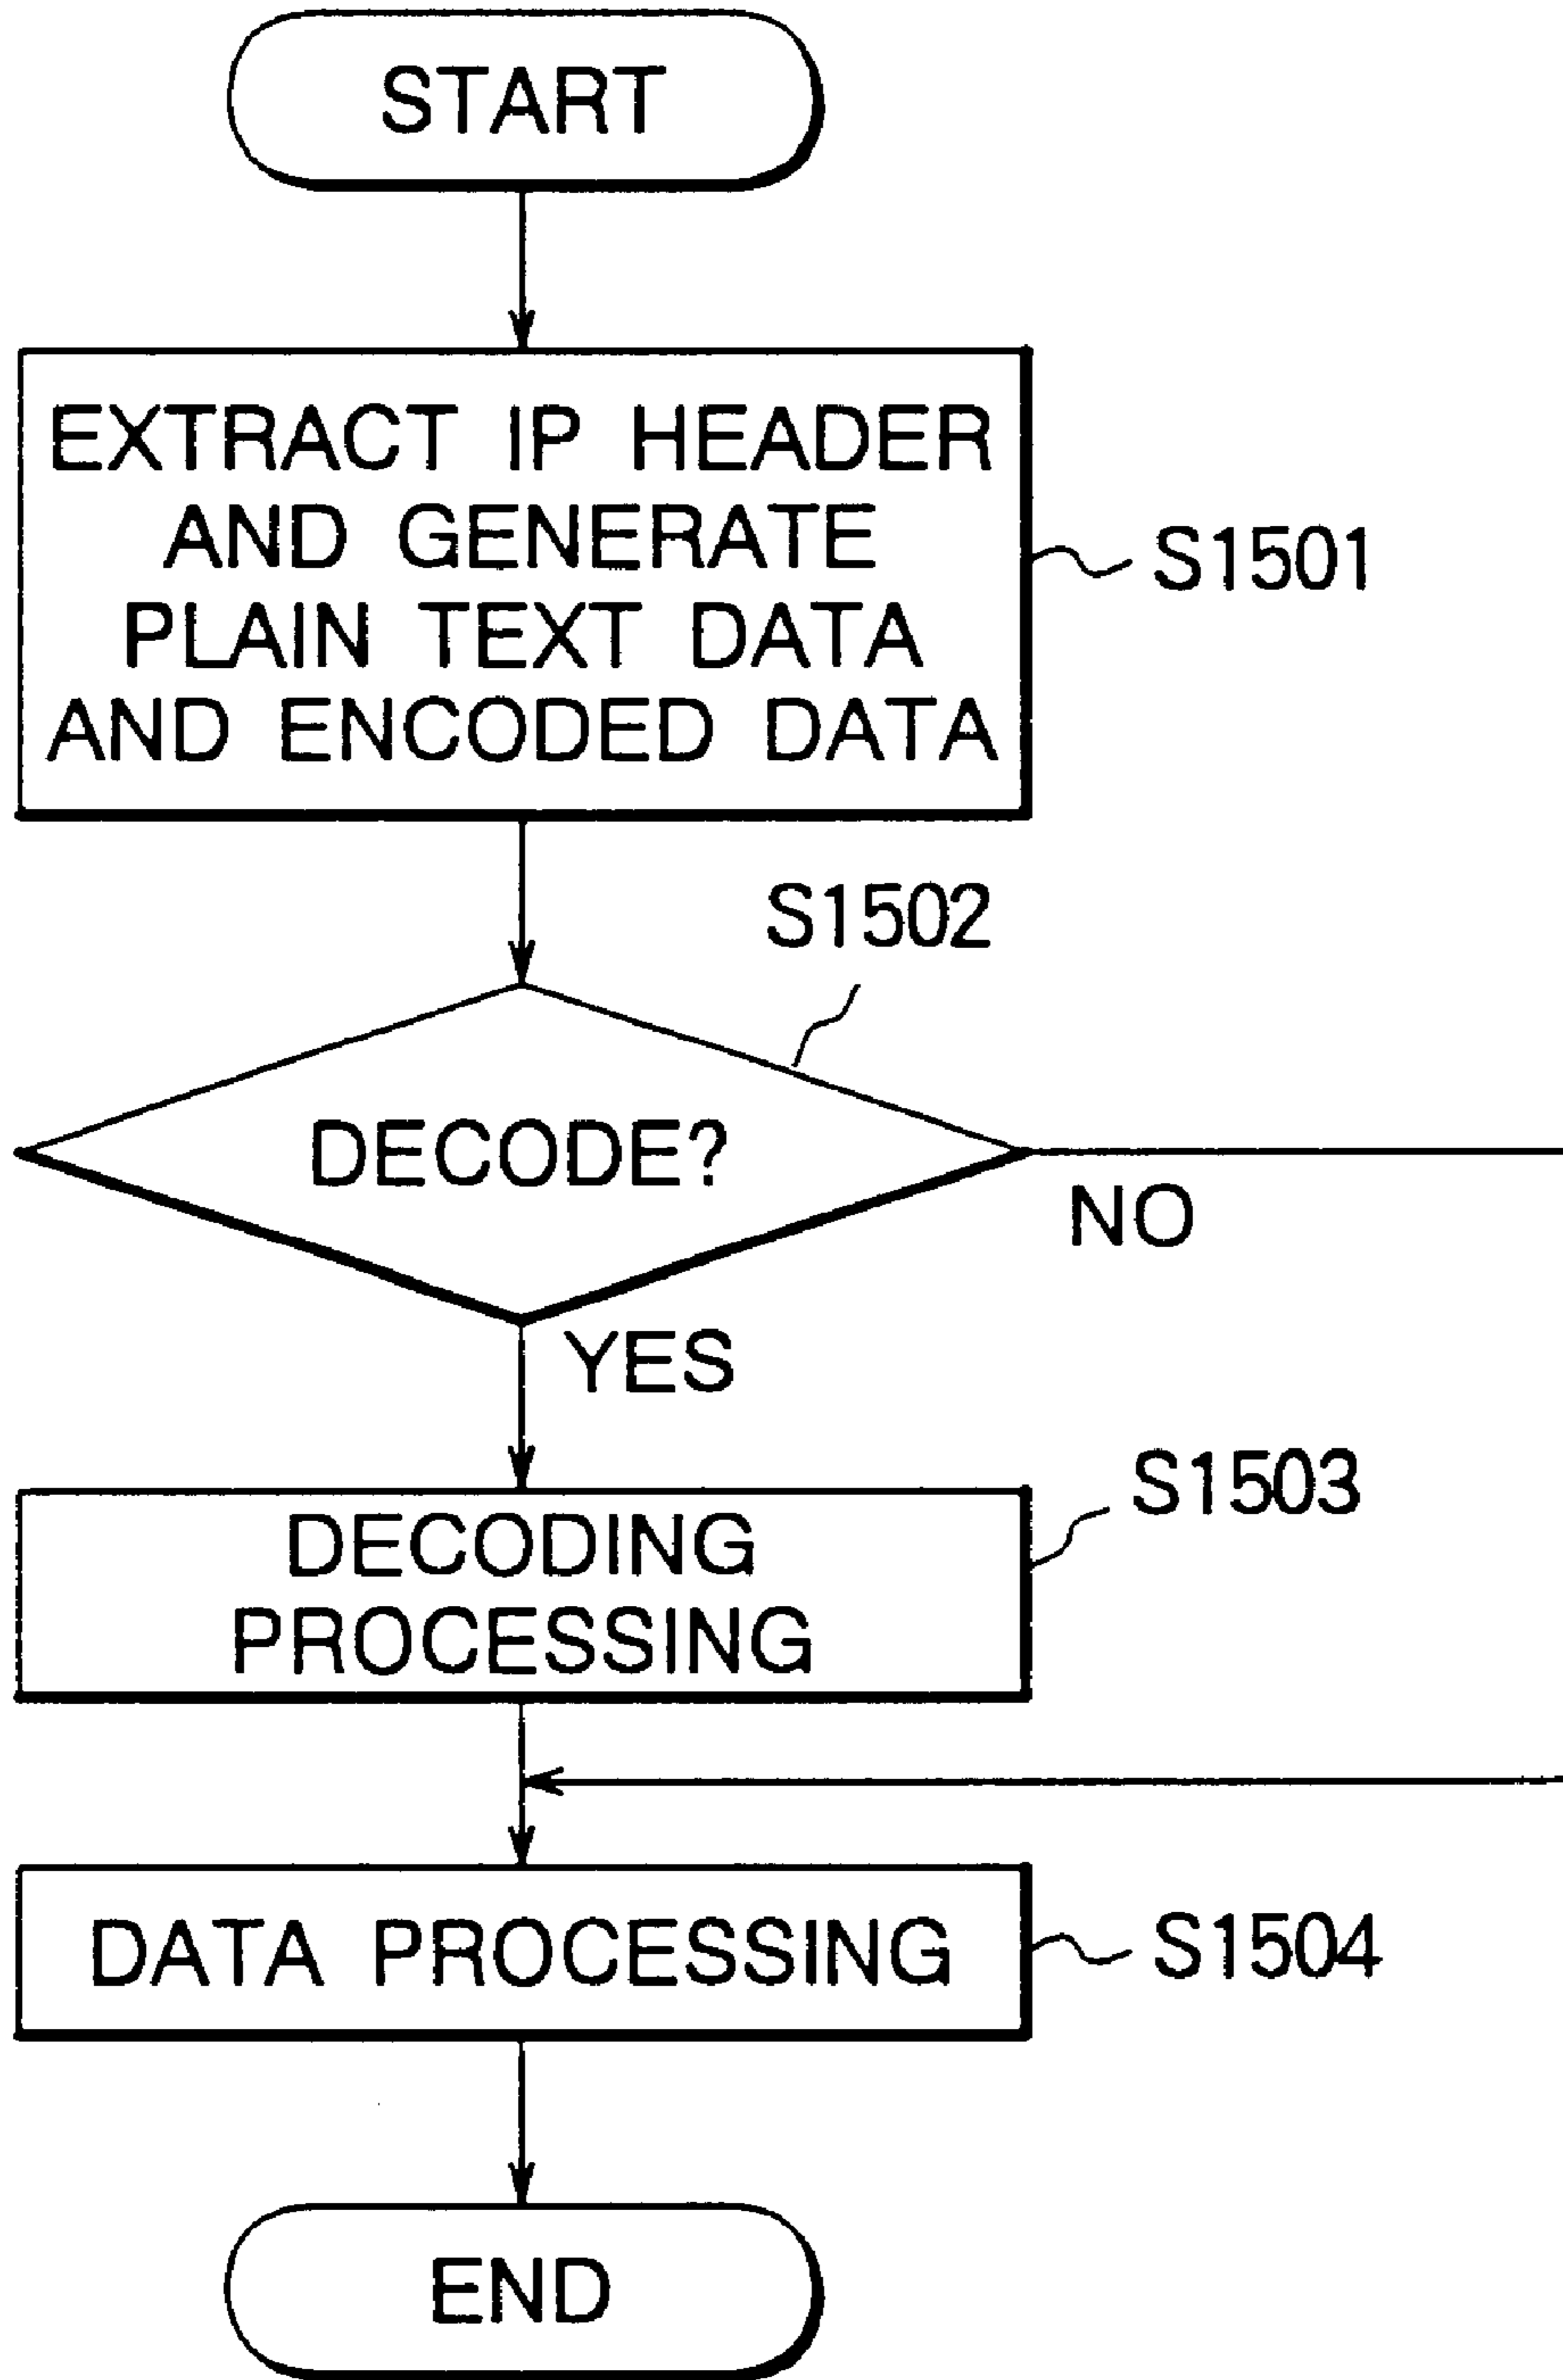 START
EXTRACT IP HEADER
AND GENERATE
PLAIN TEXT DATA
AND ENCODED DATA
S1501
S1502
DECODE?
NO
YES
DECODING
PROCESSING
S1503
DATA PROCESSING
S1504
END